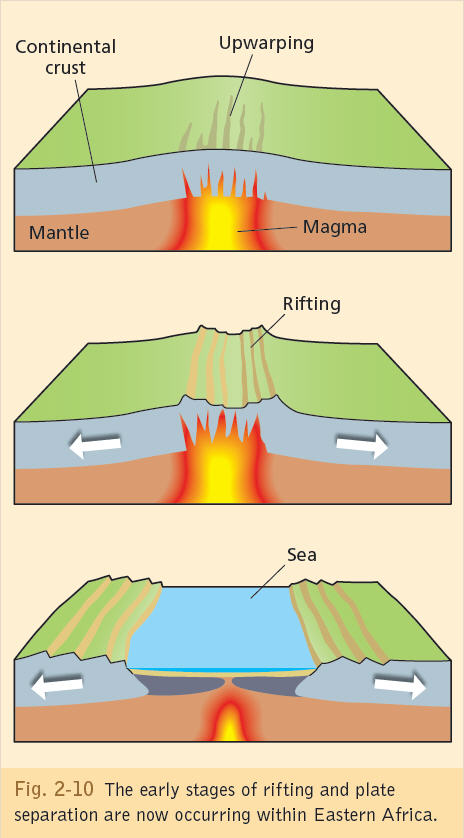 Continental
crust
Upwarping
Mantle
Magma
Rifting
Sea
Fig. 2-10 The early stages of rifting and plate
separation are now occurring within Eastern Africa.